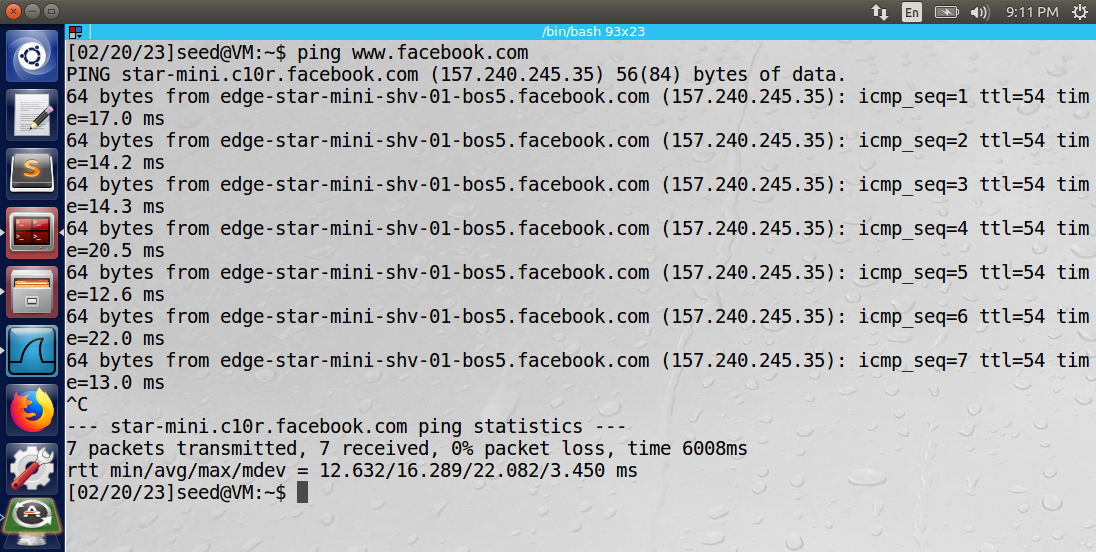 En
9:11 PM
/bin/bash 93x23
[02/20/23]seed@VM:~$ ping www.facebook.com
PING star-mini.c10r.facebook.com (157.240.245.35) 56(84) bytes of data.
64 bytes from edge-star-mini-shv-01-bos5.facebook.com (157.240.245.35): icmp_seq=1 ttl=54 tim
e=17.0 ms
64 bytes from edge-star-mini-shv-01-bos5.facebook.com (157.240.245.35): icmp_seq=2 ttl=54 tim
e=14.2 ms
64 bytes from edge-star-mini-shv-01-bos5.facebook.com (157.240.245.35): icmp_seq=3 ttl=54 tim
e=14.3 ms
64 bytes from edge-star-mini-shv-01-bos5.facebook.com (157.240.245.35): icmp_seq=4 ttl=54 tim
e=20.5 ms
64 bytes from edge-star-mini-shv-01-bos5.facebook.com (157.240.245.35): icmp_seq=5 ttl=54 tim
e=12.6 ms
64 bytes from edge-star-mini-shv-01-bos5.facebook.com (157.240.245.35): icmp_seq=6 ttl=54 tim
e=22.0 ms
64 bytes from edge-star-mini-shv-01-bos5.facebook.com (157.240.245.35): icmp_seq=7 ttl=54 tim
e=13.0 ms
^C
--- star-mini.c10r.facebook.com ping statistics ---
7 packets transmitted, 7 received, 0% packet loss, time 6008ms
rtt min/avg/max/mdev = 12.632/16.289/22.082/3.450 ms
[02/20/23]seed@VM:~$